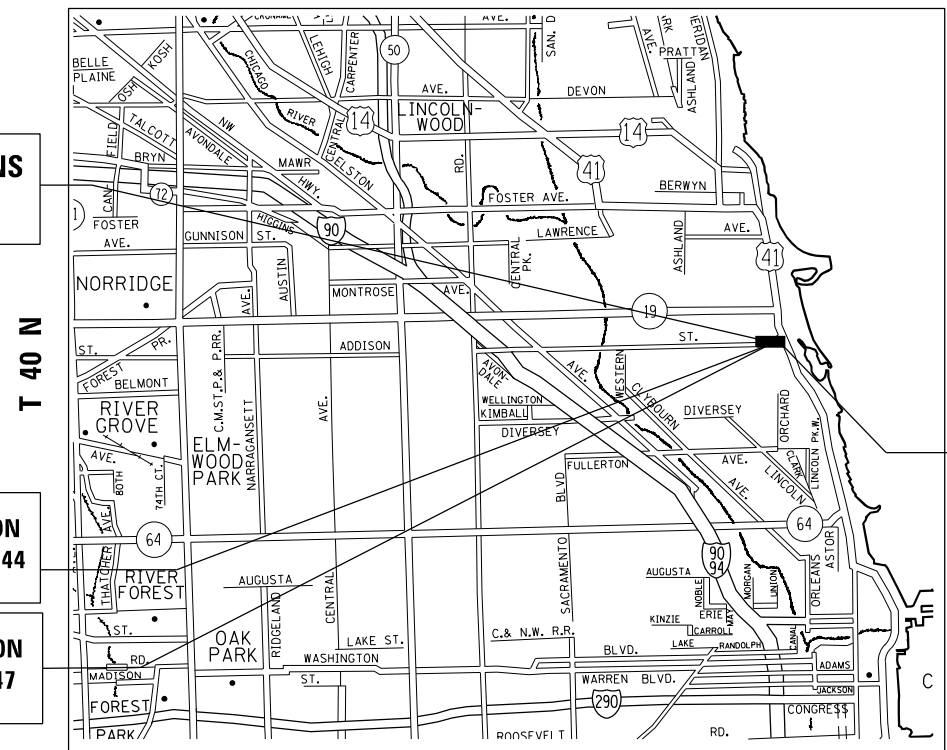 AVE.
LEHIGH
CARPENTER
50
SAN. D
AVE.
PRATT
ASHLAND
BELLE
PLAINE
KOSH
OSH
CHICAGO
RIVER
AVE.
DEVON
LINCOLN-
WOOD
14
14
NS
TALCOTT
AVONDALE
NW
HWY.
CENTRAL
ELSTON
FIELD
CAN-
BRYN
MAWR
RD.
41
72
BERWYN
FOSTER AVE.
HIGGINS
90
FOSTER
AVE.
GUNNISON
ST.
LAWRENCE
CENTRAL
PK.
ASHLAND
AVE.
41
NORRIDGE
AVE.
AUSTIN
MONTROSE
AVE.
19
T 40 N
ST.
PR.
FOREST
BELMONT
C.M.ST.P.& P.RR.
ADDISON
ST.
AVON-
DALE
AVE.
WESTERN
CLYBOURN
WELLINGTON
KIMBALL
DIVERSEY
DIVERSEY
ORCHARD
RIVER
GROVE
ELM-
WOOD
PARK
NARRAGANSETT
AVE.
AVE.
BOTH
74TH CT.
FULLERTON
AVE.
AVE.
LINCOLN
CLARK
LINCOLN PK.W.
BLVD
ON
44
AVE.
64
64
THATCHER
RIVER
FOREST
90
94
ASTOR
ORLEANS
AUGUSTA
CENTRAL
RIDGELAND
SACRAMENTO
AUGUSTA
NOBLE
MORGAN
UNION
ERIE
MAY
KINZIE
CARROLL
ON
47
ST.
RD.
MADISON
OAK
PARK
LAKE ST.
WASHINGTON
C.& N.W. R.R.
BLVD.
LAKE
RANDOLPH
CANAL
ADAMS
JACKSON
FOREST
PARK
ST.
WARREN BLVD.
290
CONGRESS
C
ROOSEVELT
RD.